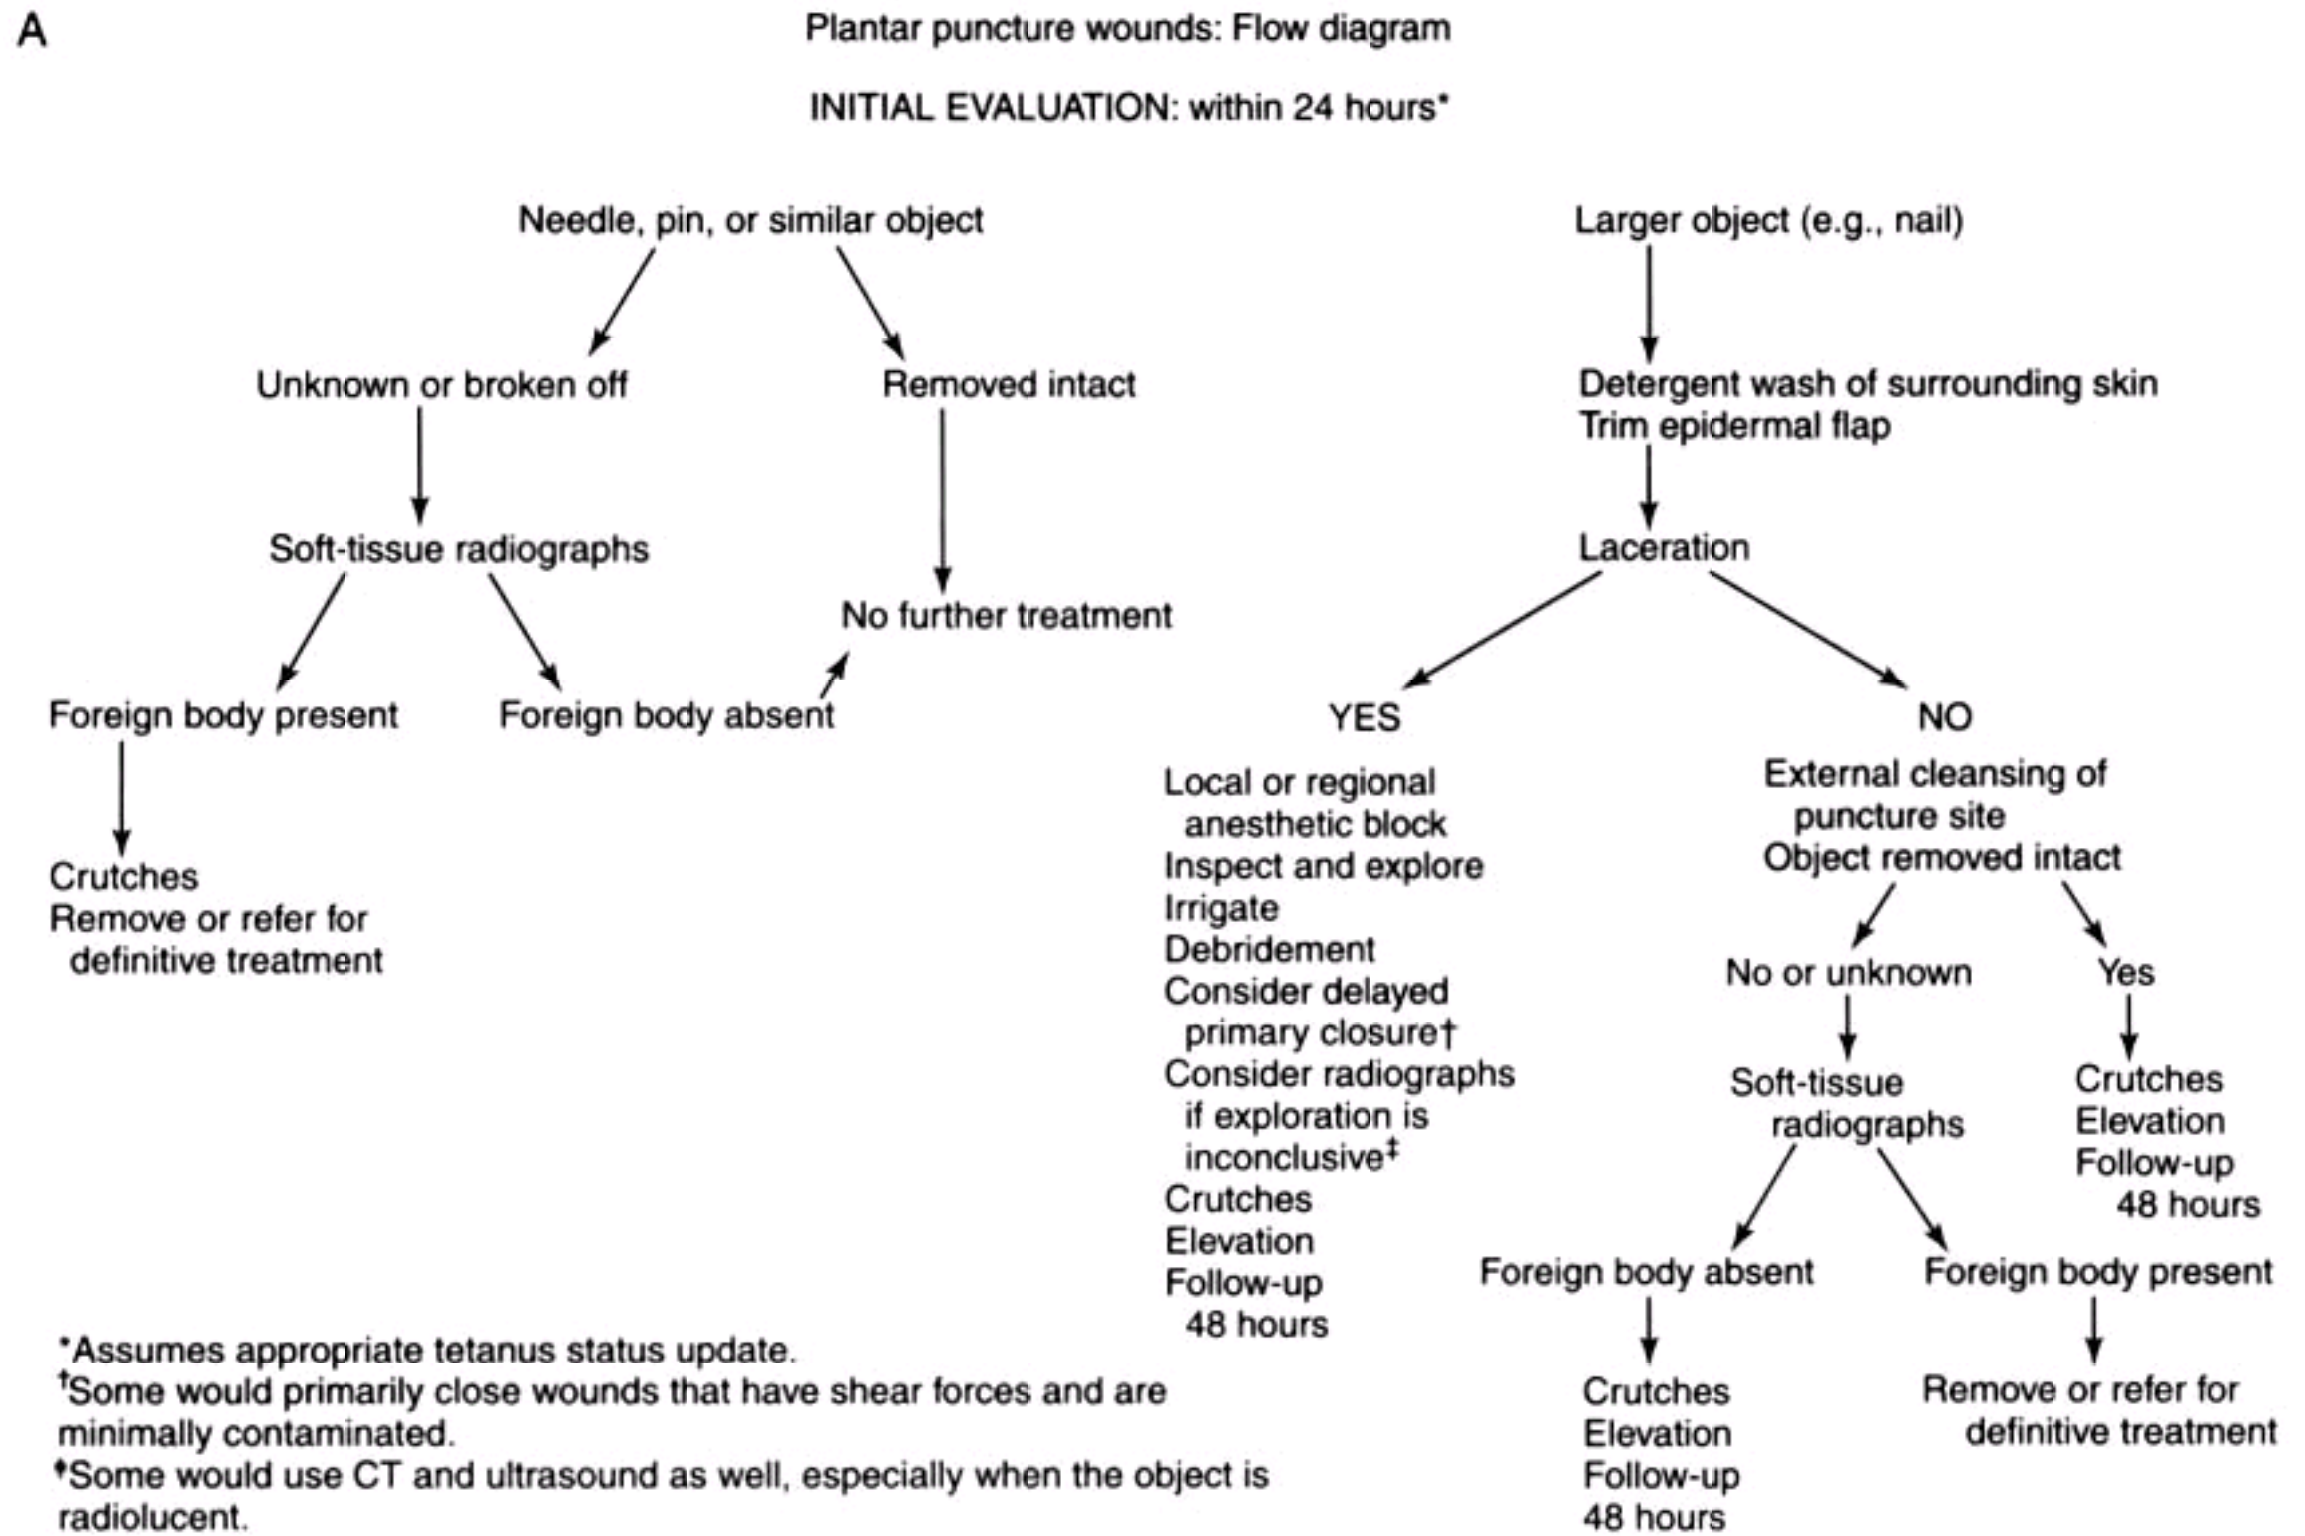 A
Plantar puncture wounds: Flow diagram
INITIAL EVALUATION: within 24 hours*
Needle, pin, or similar object
Unknown or broken off
Removed intact
Soft-tissue radiographs
No further treatment
Foreign body present
Foreign body absent
Crutches
Remove or refer for
definitive treatment
Larger object (e.g., nail)
Detergent wash of surrounding skin
Trim epidermal flap
Laceration
YES
Local or regional
anesthetic block
Inspect and explore
Irrigate
Debridement
Consider delayed
primary closure†
Consider radiographs
if exploration is
inconclusive‡
Crutches
Elevation
Follow-up
48 hours
NO
External cleansing of
puncture site
Object removed intact
No or unknown
Yes
Soft-tissue
radiographs
Crutches
Elevation
Follow-up
48 hours
Foreign body absent
Foreign body present
Crutches
Elevation
Follow-up
48 hours
Remove or refer for
definitive treatment
*Assumes appropriate tetanus status update.
†Some would primarily close wounds that have shear forces and are
minimally contaminated.
‡Some would use CT and ultrasound as well, especially when the object is
radiolucent.